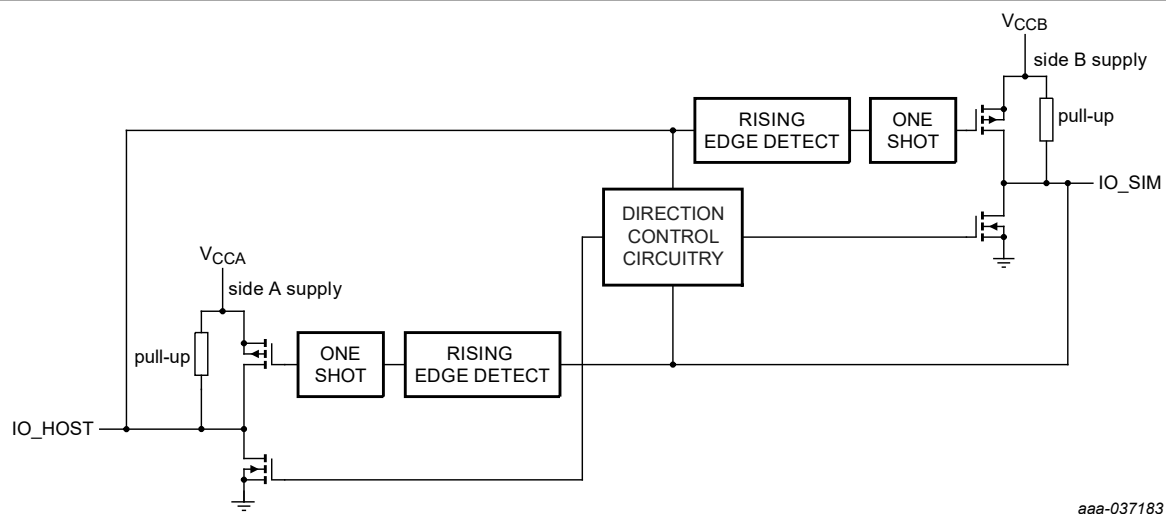 VCCB
side B supply
RISING
EDGE DETECT
ONE
SHOT
pull-up
IO_SIM
DIRECTION
CONTROL
CIRCUITRY
VCCA
side A supply
pull-up
ONE
SHOT
RISING
EDGE DETECT
IO_HOST
aaa-037183